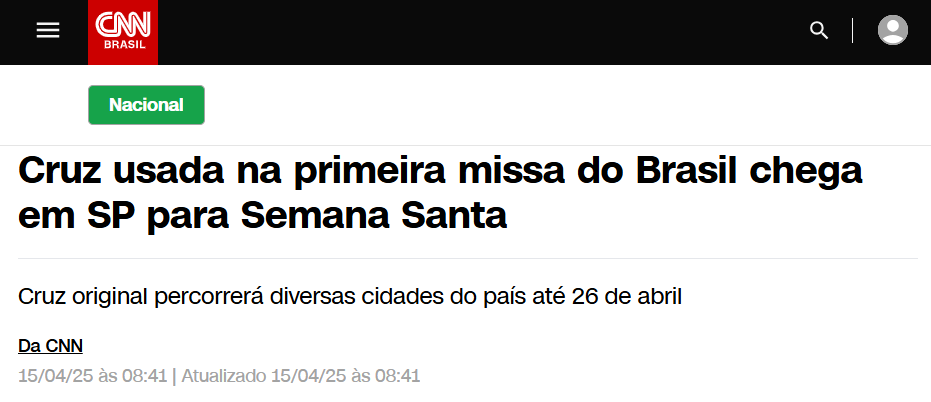 CNN
BRASIL
Nacional
Cruz usada na primeira missa do Brasil chega
em SP para Semana Santa
Cruz original percorrerá diversas cidades do país até 26 de abril
Da CNN
15/04/25 às 08:41 | Atualizado 15/04/25 às 08:41